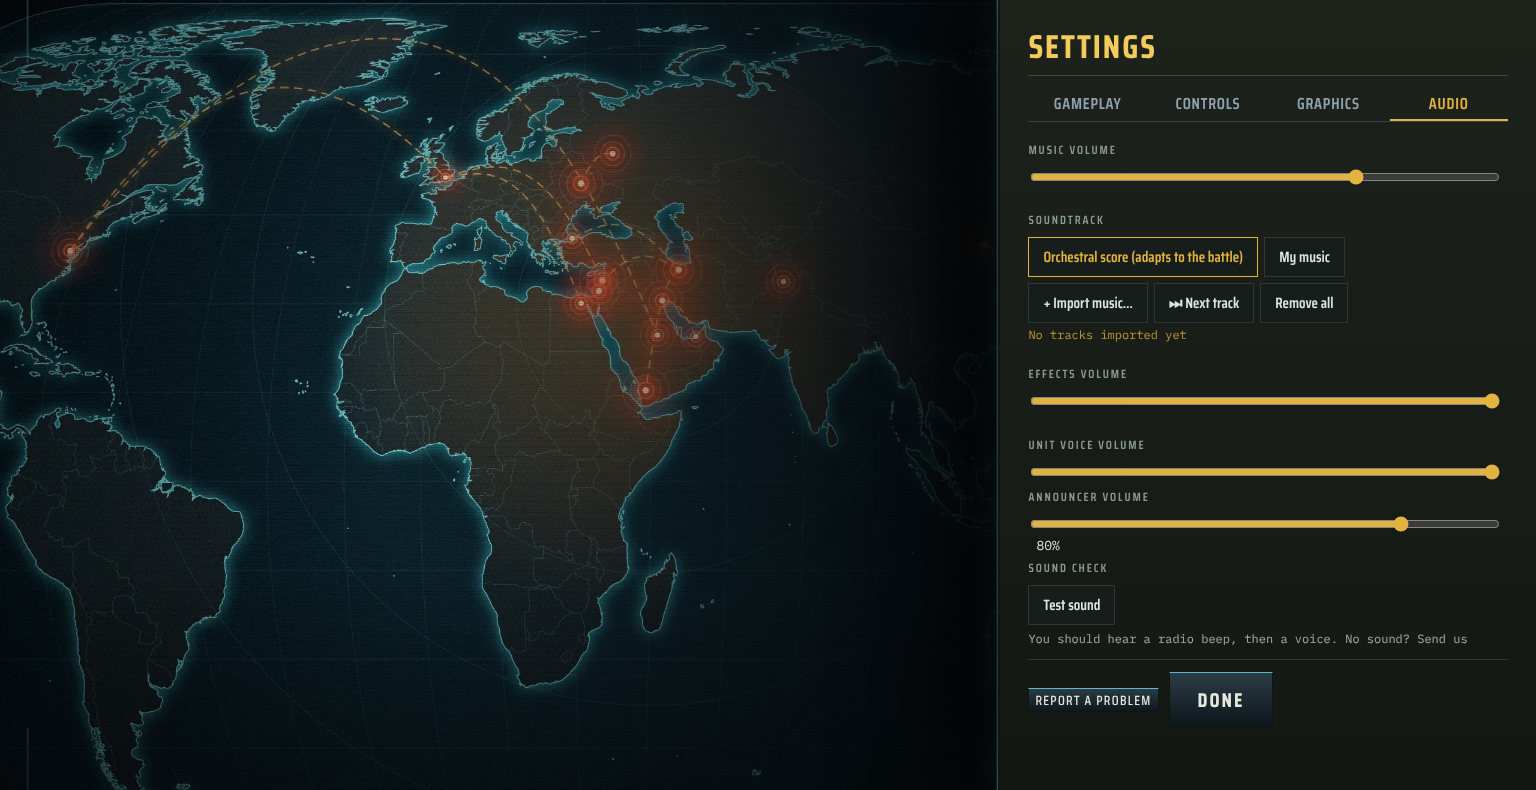 SETTINGS
GAMEPLAY CONTROLS GRAPHICS AUDIO
MUSIC VOLUME
SOUNDTRACK
Orchestral score (adapts to the battle) My music
+ Import music... ⏭ Next track Remove all
No tracks imported yet
EFFECTS VOLUME
UNIT VOICE VOLUME
ANNOUNCER VOLUME
80%
SOUND CHECK
Test sound
You should hear a radio beep, then a voice. No sound? Send us
REPORT A PROBLEM DONE